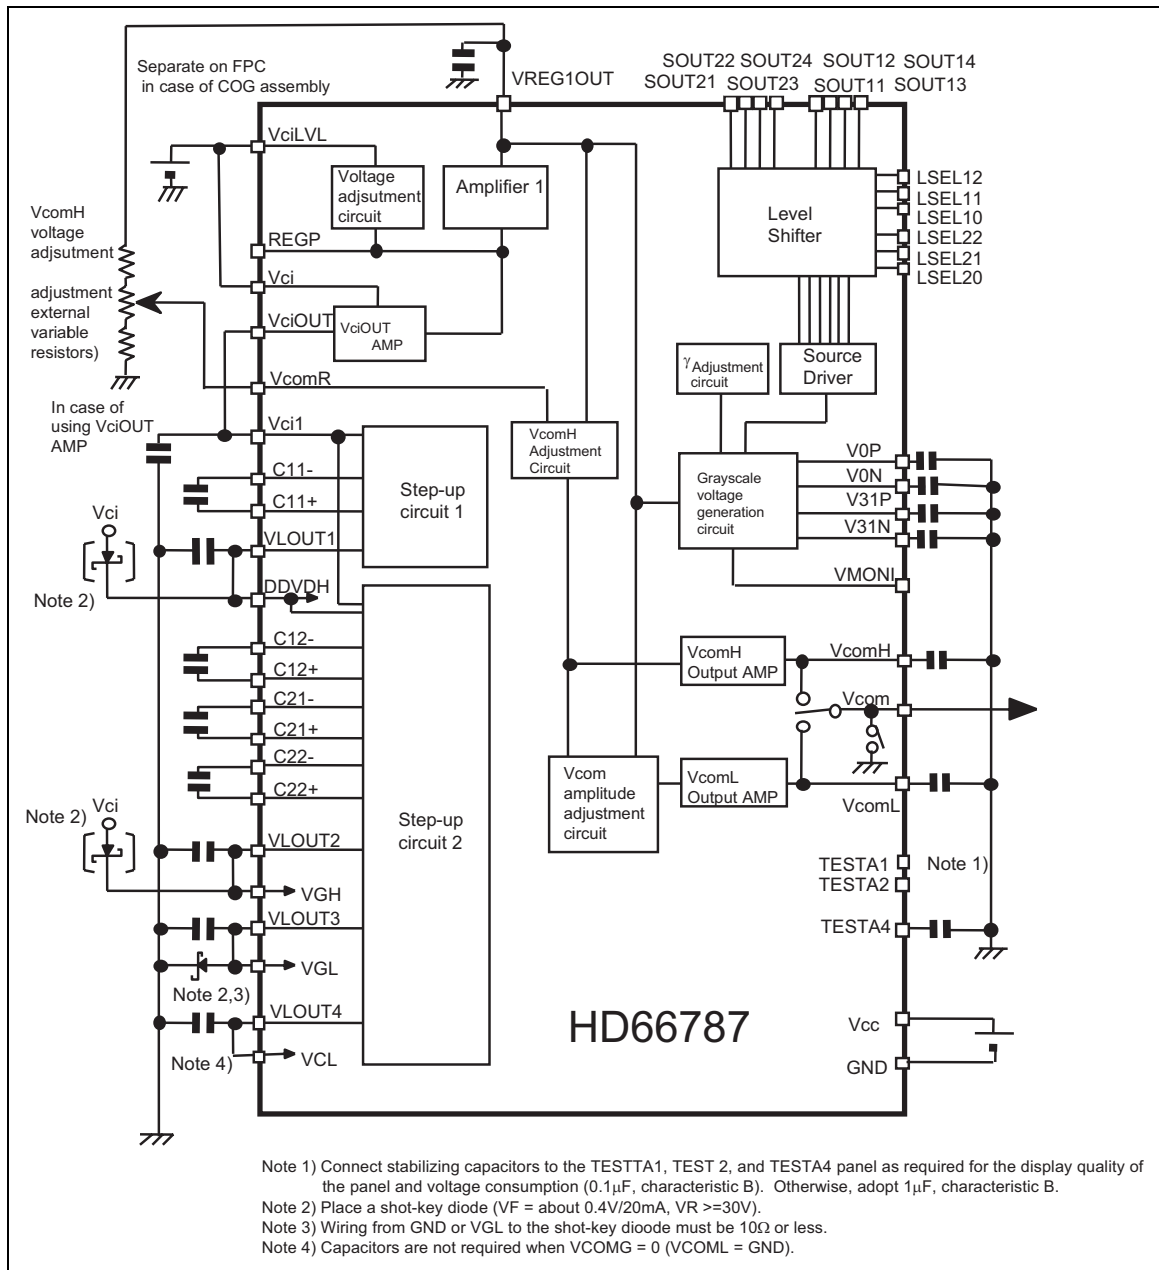 SOUT22 SOUT24 SOUT12 SOUT14
SOUT21 SOUT23 SOUT11 SOUT13
Separate on FPC
in case of COG assembly
VREG1OUT
VciLVL
Voltage
adjsutment
circuit
Amplifier 1
Level
Shifter
LSEL12
LSEL11
LSEL10
LSEL22
LSEL21
LSEL20
VcomH
voltage
adjsutment
adjustment
external
variable
resistors)
REGP
Vci
VciOUT
VciOUT
AMP
VcomR
γ Adjustment
circuit
Source
Driver
In case of
using VciOUT
AMP
Vci1
C11-
C11+
VLOUT1
DDVDH
Step-up
circuit 1
VcomH
Adjustment
Circuit
Grayscale
voltage
generation
circuit
V0P
V0N
V31P
V31N
VMONI
Vci
Note 2)
C12-
C12+
C21-
C21+
C22-
C22+
Step-up
circuit 2
VcomH
Output AMP
VcomH
Vcom
Vcom
amplitude
adjustment
circuit
VcomL
Output AMP
VcomL
Vci
Note 2)
VLOUT2
VGH
VLOUT3
VGL
Note 2,3)
VLOUT4
Note 4)
VCL
TESTA1
Note 1)
TESTA2
TESTA4
HD66787
Vcc
GND
Note 1) Connect stabilizing capacitors to the TESTTA1, TEST 2, and TESTA4 panel as required for the display quality of
the panel and voltage consumption (0.1μF, characteristic B).  Otherwise, adopt 1μF, characteristic B.
Note 2) Place a shot-key diode (VF = about 0.4V/20mA, VR >=30V).
Note 3) Wiring from GND or VGL to the shot-key dioode must be 10Ω or less.
Note 4) Capacitors are not required when VCOMG = 0 (VCOML = GND).